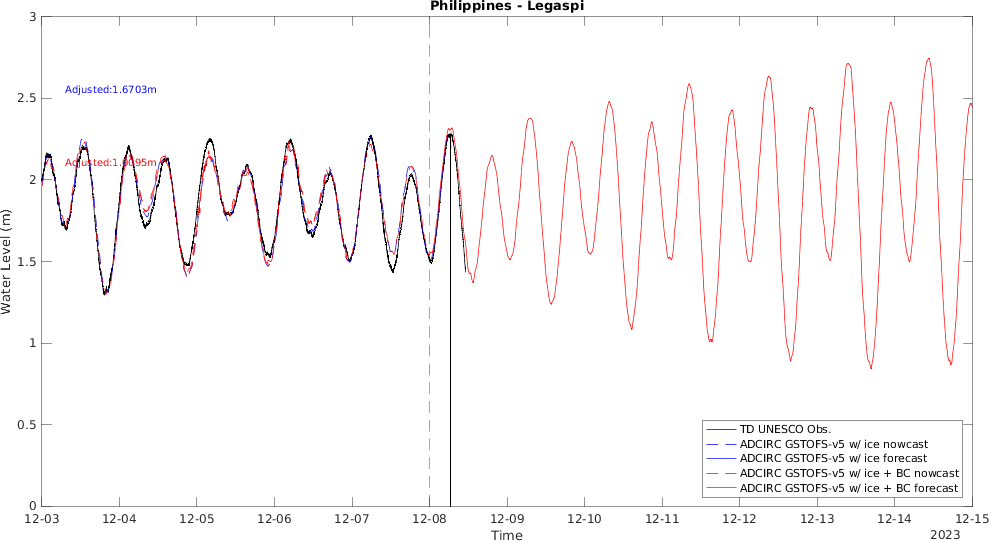 Philippines - Legaspi
3
2.5
2
1.5
1
0.5
0
Water Level (m)
Adjusted:1.6703m
Adjusted:1.6095m
TD UNESCO Obs.
ADCIRC GSTOFS-v5 w/ ice nowcast
ADCIRC GSTOFS-v5 w/ ice forecast
ADCIRC GSTOFS-v5 w/ ice + BC nowcast
ADCIRC GSTOFS-v5 w/ ice + BC forecast
12-03 12-04 12-05 12-06 12-07 12-08 12-09 12-10 12-11 12-12 12-13 12-14 12-15
Time
2023